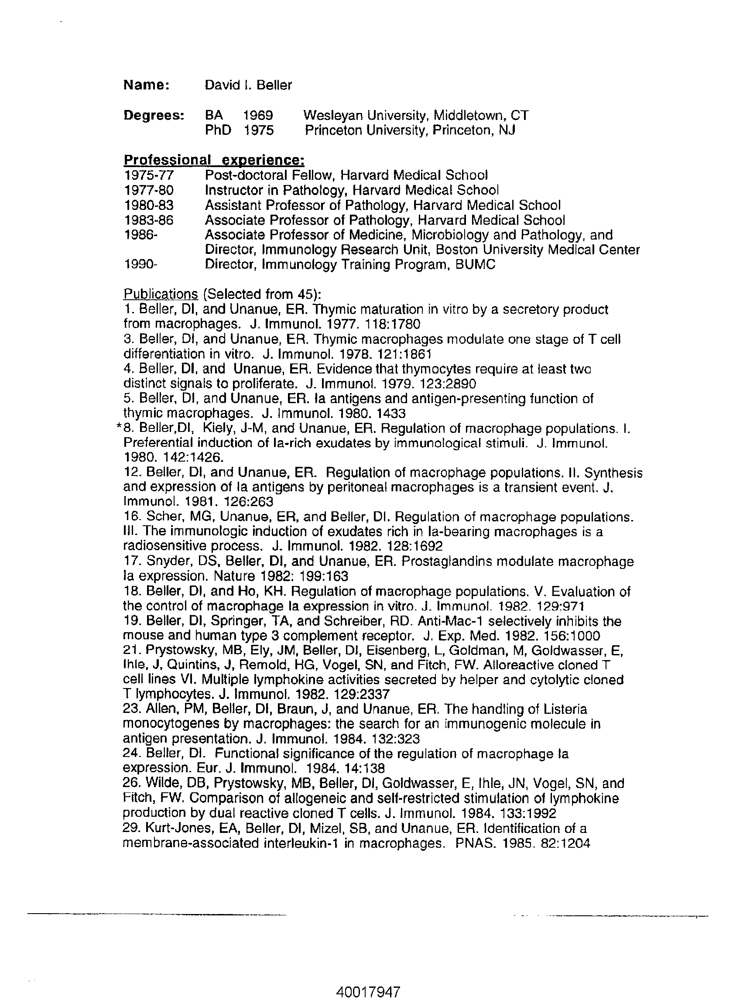 Name: David I. Beller
Degrees: BA 1969 Wesleyan University, Middletown, CT
PhD 1975 Princeton University, Princeton, NJ
Professional experience:
1975-77 Post-doctoral Fellow, Harvard Medical School
1977-80 Instructor in Pathology, Harvard Medical School
1980-83 Assistant Professor of Pathology, Harvard Medical School
1983-86 Associate Professor of Pathology, Harvard Medical School
1986- Associate Professor of Medicine, Microbiology and Pathology, and
Director, Immunology Research Unit, Boston University Medical Center
1990- Director, Immunology Training Program, BUMC
Publications (Selected from 45):
1. Beller, DI, and Unanue, ER. Thymic maturation in vitro by a secretory product
from macrophages. J. Immunol. 1977. 118:1780
3. Beller, DI, and Unanue, ER. Thymic macrophages modulate one stage of T cell
differentiation in vitro. J. Immunol. 1978. 121:1861
4. Beller, DI, and Unanue, ER. Evidence that thymocytes require at least two
distinct signals to proliferate. J. Immunol. 1979. 123:2890
5. Beller, DI, and Unanue, ER. Ia antigens and antigen-presenting function of
thymic macrophages. J. Immunol. 1980. 1433
*8. Beller,DI, Kiely, J-M, and Unanue, ER. Regulation of macrophage populations. I.
Preferential induction of Ia-rich exudates by immunological stimuli. J. Immunol.
1980. 142:1426.
12. Beller, DI, and Unanue, ER. Regulation of macrophage populations. II. Synthesis
and expression of Ia antigens by peritoneal macrophages is a transient event. J.
Immunol. 1981. 126:263
16. Scher, MG, Unanue, ER, and Beller, DI. Regulation of macrophage populations.
III. The immunologic induction of exudates rich in Ia-bearing macrophages is a
radiosensitive process. J. Immunol. 1982. 128:1692
17. Snyder, DS, Beller, DI, and Unanue, ER. Prostaglandins modulate macrophage
Ia expression. Nature 1982: 199:163
18. Beller, DI, and Ho, KH. Regulation of macrophage populations. V. Evaluation of
the control of macrophage Ia expression in vitro. J. Immunol. 1982. 129:971
19. Beller, DI, Springer, TA, and Schreiber, RD. Anti-Mac-1 selectively inhibits the
mouse and human type 3 complement receptor. J. Exp. Med. 1982. 156:1000
21. Prystowsky, MB, Ely, JM, Beller, DI, Eisenberg, L, Goldman, M, Goldwasser, E,
Ihle, J, Quintins, J, Remold, HG, Vogel, SN, and Fitch, FW. Alloreactive cloned T
cell lines VI. Multiple lymphokine activities secreted by helper and cytolytic cloned
T lymphocytes. J. Immunol. 1982. 129:2337
23. Allen, PM, Beller, DI, Braun, J, and Unanue, ER. The handling of Listeria
monocytogenes by macrophages: the search for an immunogenic molecule in
antigen presentation. J. Immunol. 1984. 132:323
24. Beller, DI. Functional significance of the regulation of macrophage Ia
expression. Eur. J. Immunol. 1984. 14:138
26. Wilde, DB, Prystowsky, MB, Beller, DI, Goldwasser, E, Ihle, JN, Vogel, SN, and
Fitch, FW. Comparison of allogeneic and self-restricted stimulation of lymphokine
production by dual reactive cloned T cells. J. Immunol. 1984. 133:1992
29. Kurt-Jones, EA, Beller, DI, Mizel, SB, and Unanue, ER. Identification of a
membrane-associated interleukin-1 in macrophages. PNAS. 1985. 82:1204
40017947